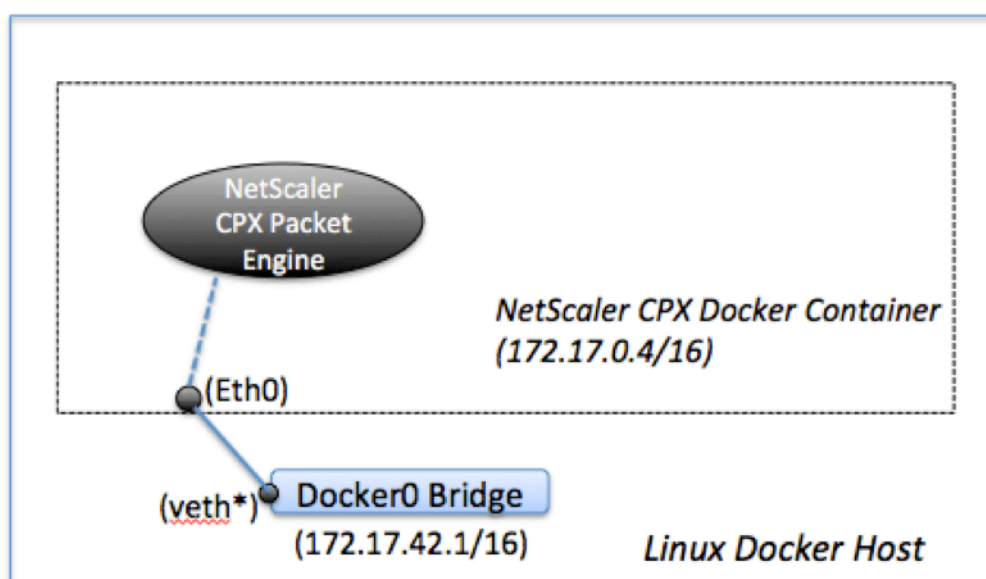 NetScaler
CPX Packet
Engine
NetScaler CPX Docker Container
(172.17.0.4/16)
(Eth0)
(veth*)
Docker0 Bridge
(172.17.42.1/16)
Linux Docker Host